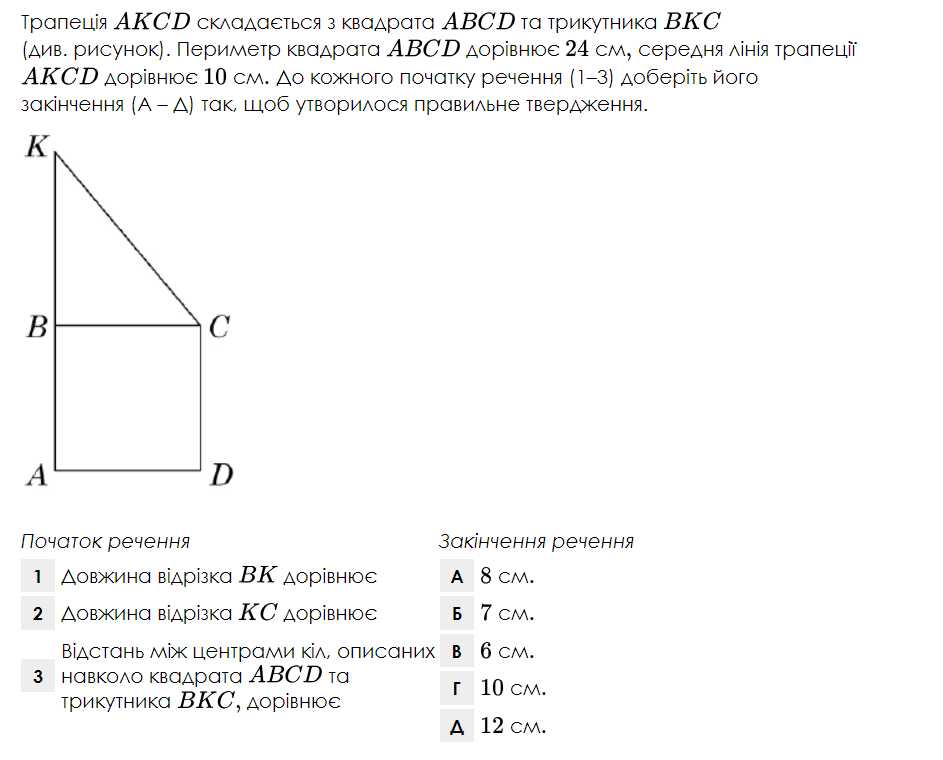 Трапеція AKCD складається з квадрата ABCD та трикутника BKC
(див. рисунок). Периметр квадрата ABCD дорівнює 24 см, середня лінія трапеції
AKCD дорівнює 10 см. До кожного початку речення (1–3) доберіть його
закінчення (А – Д) так, щоб утворилося правильне твердження.
K
B
C
A
D
Початок речення
1 Довжина відрізка BK дорівнює
2 Довжина відрізка KC дорівнює
3 Відстань між центрами кіл, описаних
навколо квадрата ABCD та
трикутника BKC, дорівнює
Закінчення речення
А 8 см.
Б 7 см.
В 6 см.
Г 10 см.
Д 12 см.